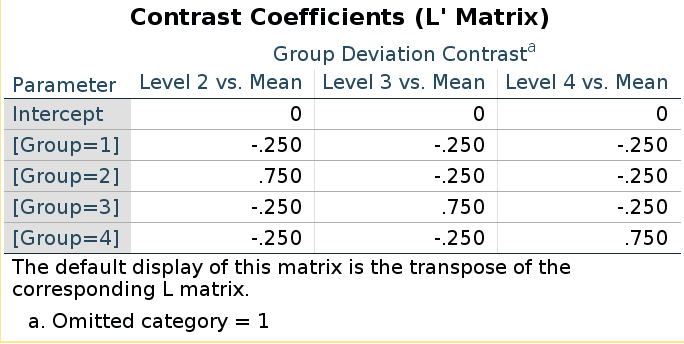 Contrast Coefficients (L' Matrix)
Group Deviation Contrastᵃ
Parameter Level 2 vs. Mean Level 3 vs. Mean Level 4 vs. Mean
Intercept 0 0 0
[Group=1] -.250 -.250 -.250
[Group=2] .750 -.250 -.250
[Group=3] -.250 .750 -.250
[Group=4] -.250 -.250 .750
The default display of this matrix is the transpose of the
corresponding L matrix.
a. Omitted category = 1